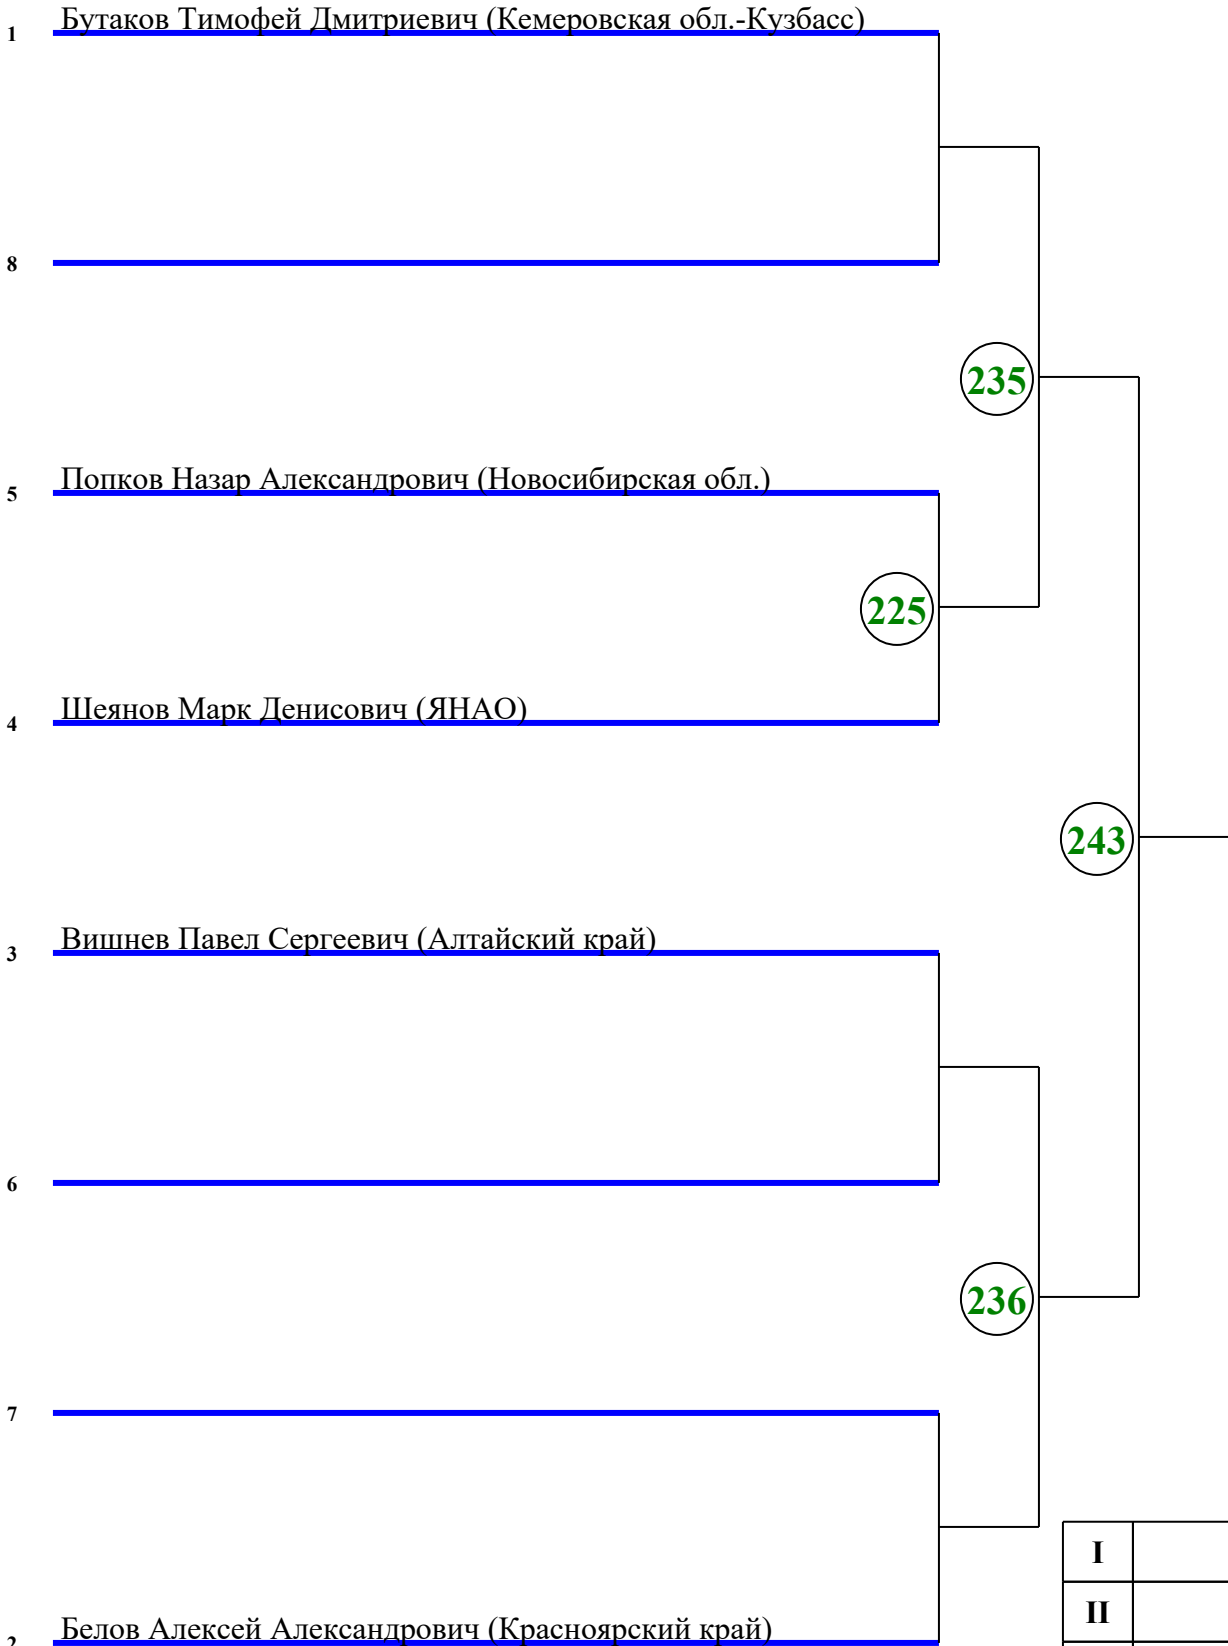 1 Бутаков Тимофей Дмитриевич (Кемеровская обл.-Кузбасс)
8
235
5 Попков Назар Александрович (Новосибирская обл.)
225
4 Шеянов Марк Денисович (ЯНАО)
243
3 Вишнев Павел Сергеевич (Алтайский край)
6
236
7
I
II
2 Белов Алексей Александрович (Красноярский край)